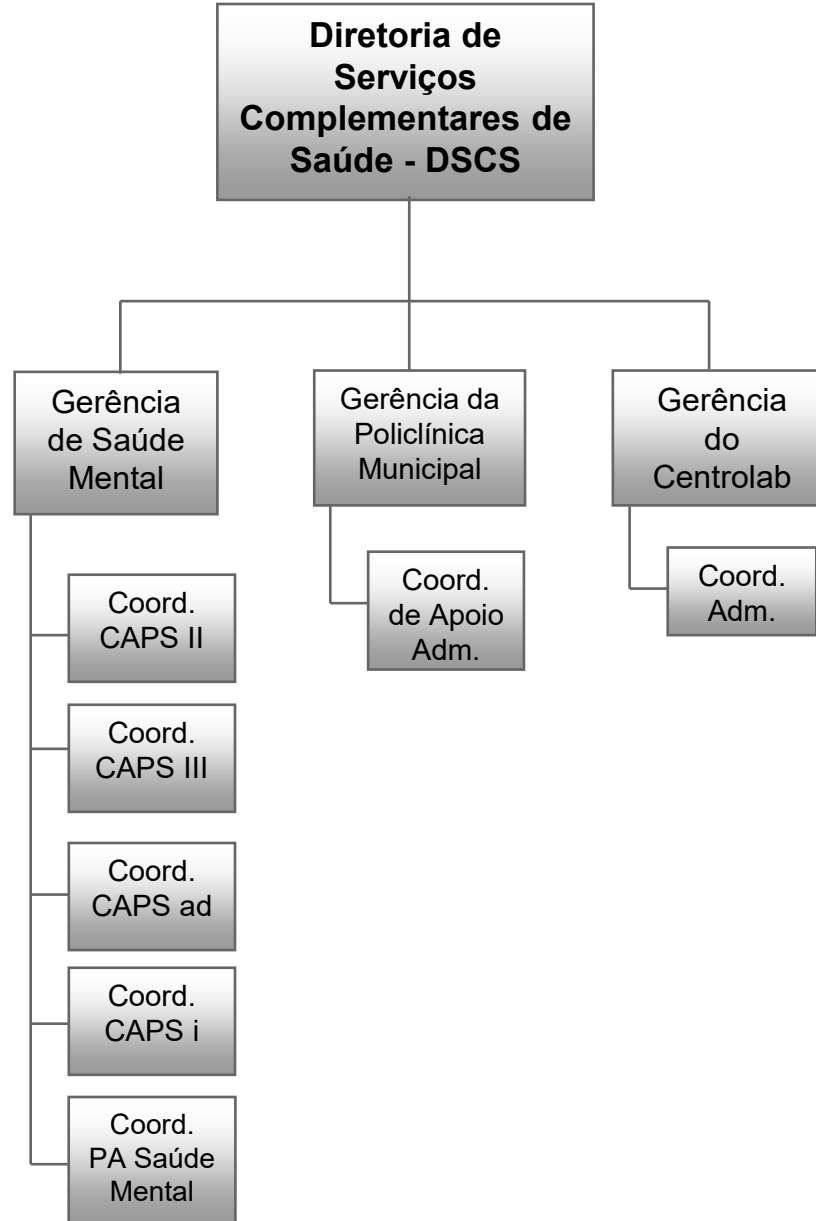 Diretoria de
Serviços
Complementares de
Saúde - DSCS
Gerência
de Saúde
Mental
Gerência da
Policlínica
Municipal
Gerência
do
Centrolab
Coord.
CAPS II
Coord.
CAPS III
Coord.
CAPS ad
Coord.
CAPS i
Coord.
PA Saúde
Mental
Coord.
de Apoio
Adm.
Coord.
Adm.